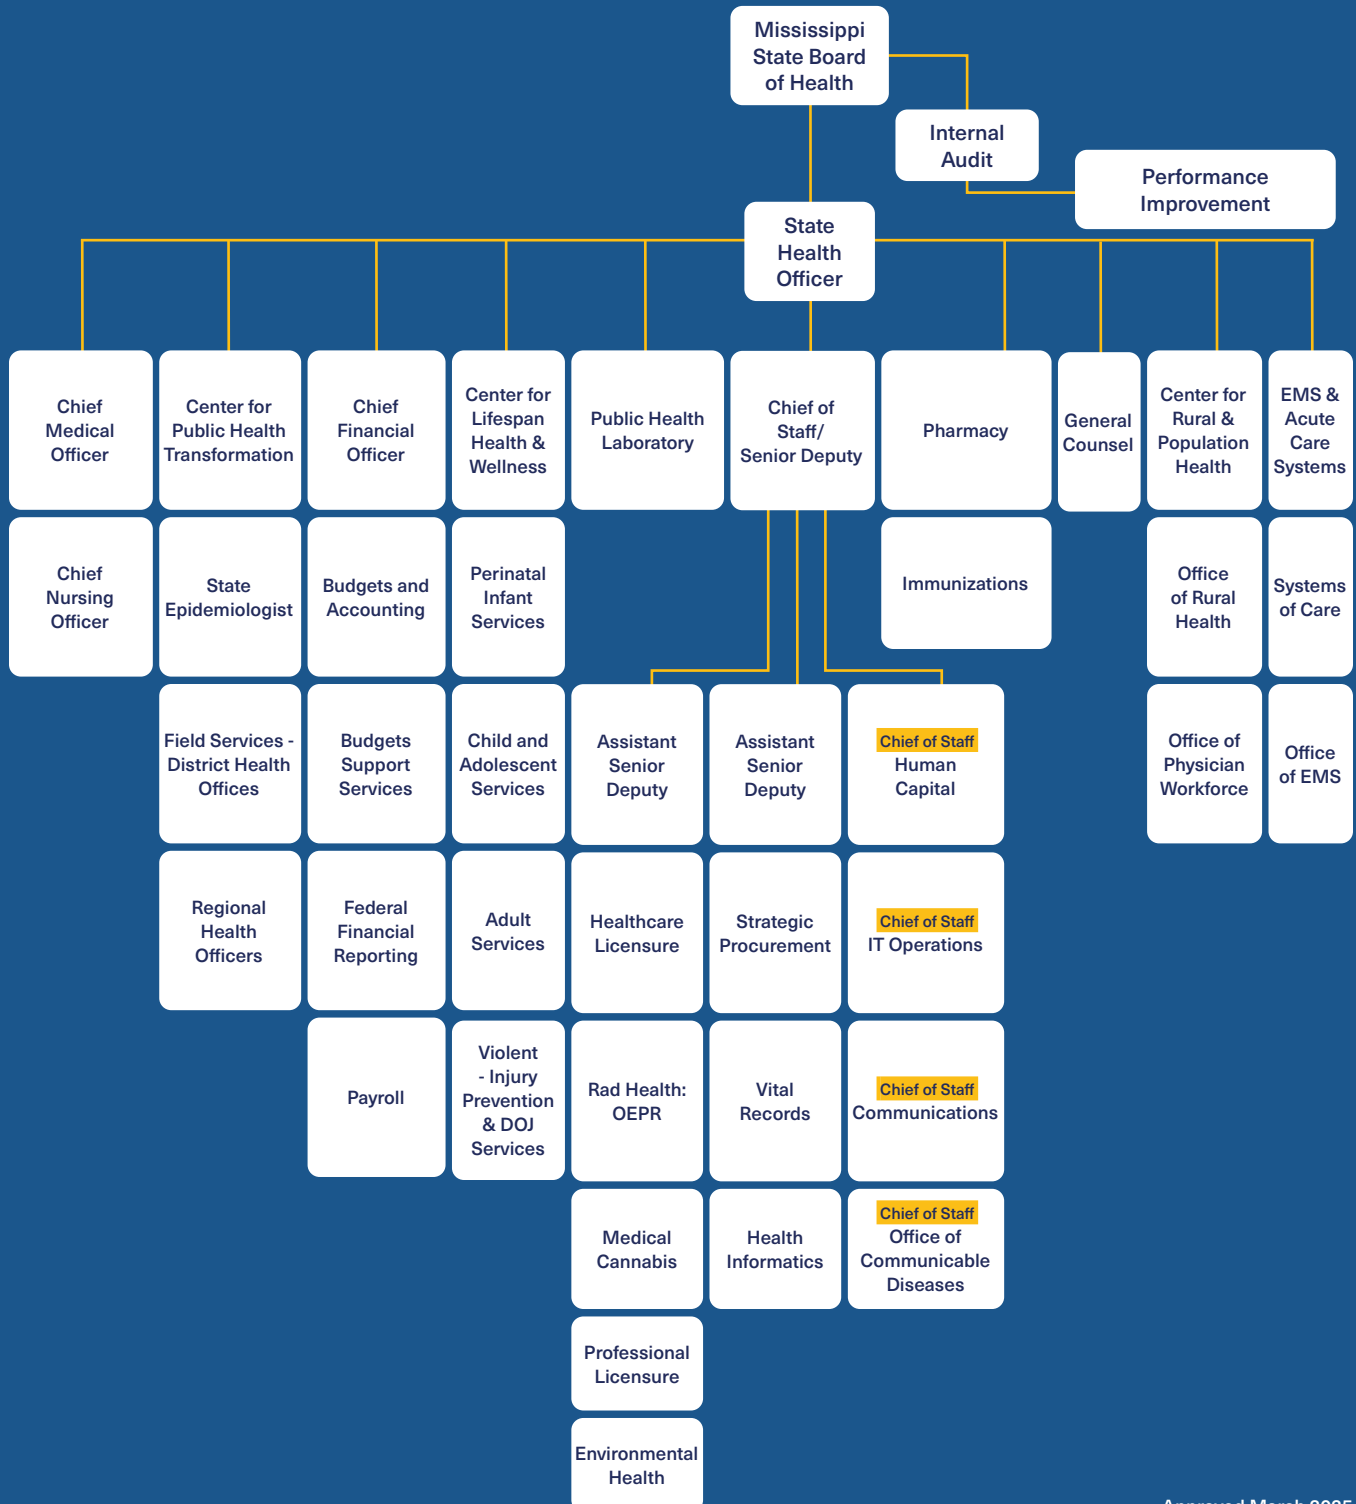 Mississippi
State Board
of Health
Internal
Audit
Performance
Improvement
State
Health
Officer
Chief
Medical
Officer
Center for
Public Health
Transformation
Chief
Financial
Officer
Center for
Lifespan
Health &
Wellness
Public Health
Laboratory
Chief of
Staff/
Senior Deputy
Pharmacy
General
Counsel
Center for
Rural &
Population
Health
EMS &
Acute
Care
Systems
Chief
Nursing
Officer
State
Epidemiologist
Budgets and
Accounting
Perinatal
Infant
Services
Immunizations
Office
of Rural
Health
Systems
of Care
Field Services -
District Health
Offices
Budgets
Support
Services
Child and
Adolescent
Services
Assistant
Senior
Deputy
Assistant
Senior
Deputy
Chief of Staff
Human
Capital
Office of
Physician
Workforce
Office
of EMS
Regional
Health
Officers
Federal
Financial
Reporting
Adult
Services
Healthcare
Licensure
Strategic
Procurement
Chief of Staff
IT Operations
Payroll
Violent
- Injury
Prevention
& DOJ
Services
Rad Health:
OEPR
Vital
Records
Chief of Staff
Communications
Medical
Cannabis
Health
Informatics
Chief of Staff
Office of
Communicable
Diseases
Professional
Licensure
Environmental
Health
Approved March 2025